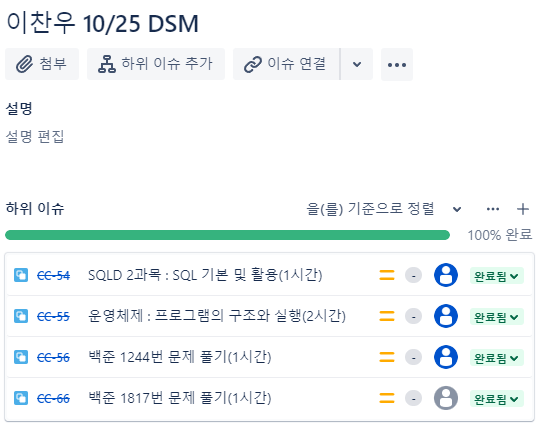 이찬우 10/25 DSM
첨부 하위 이슈 추가 이슈 연결
설명
설명 편집
하위 이슈 을(를) 기준으로 정렬
100% 완료
CC-54 SQLD 2과목 : SQL 기본 및 활용(1시간) - 완료됨
CC-55 운영체제 : 프로그램의 구조와 실행(2시간) - 완료됨
CC-56 백준 1244번 문제 풀기(1시간) - 완료됨
CC-66 백준 1817번 문제 풀기(1시간) - 완료됨